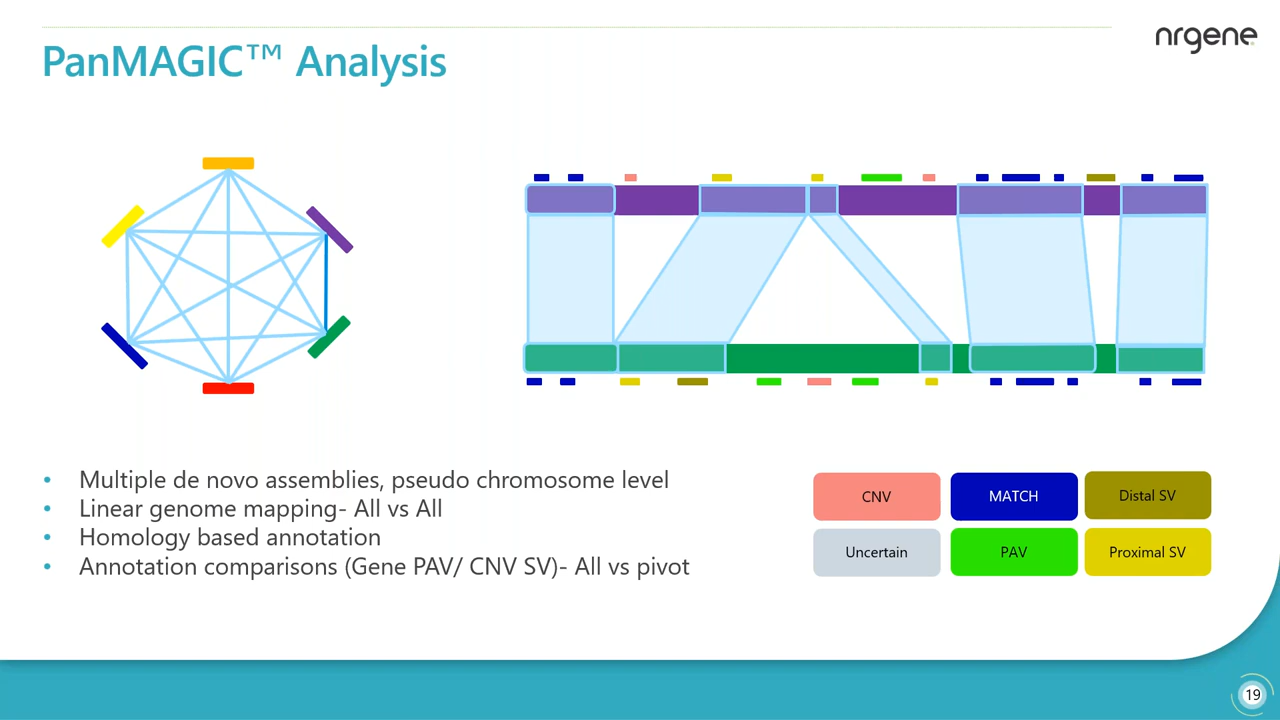 nrgene
PanMAGIC™ Analysis
• Multiple de novo assemblies, pseudo chromosome level
• Linear genome mapping- All vs All
• Homology based annotation
• Annotation comparisons (Gene PAV/ CNV SV)- All vs pivot
CNV
MATCH
Distal SV
Uncertain
PAV
Proximal SV
19